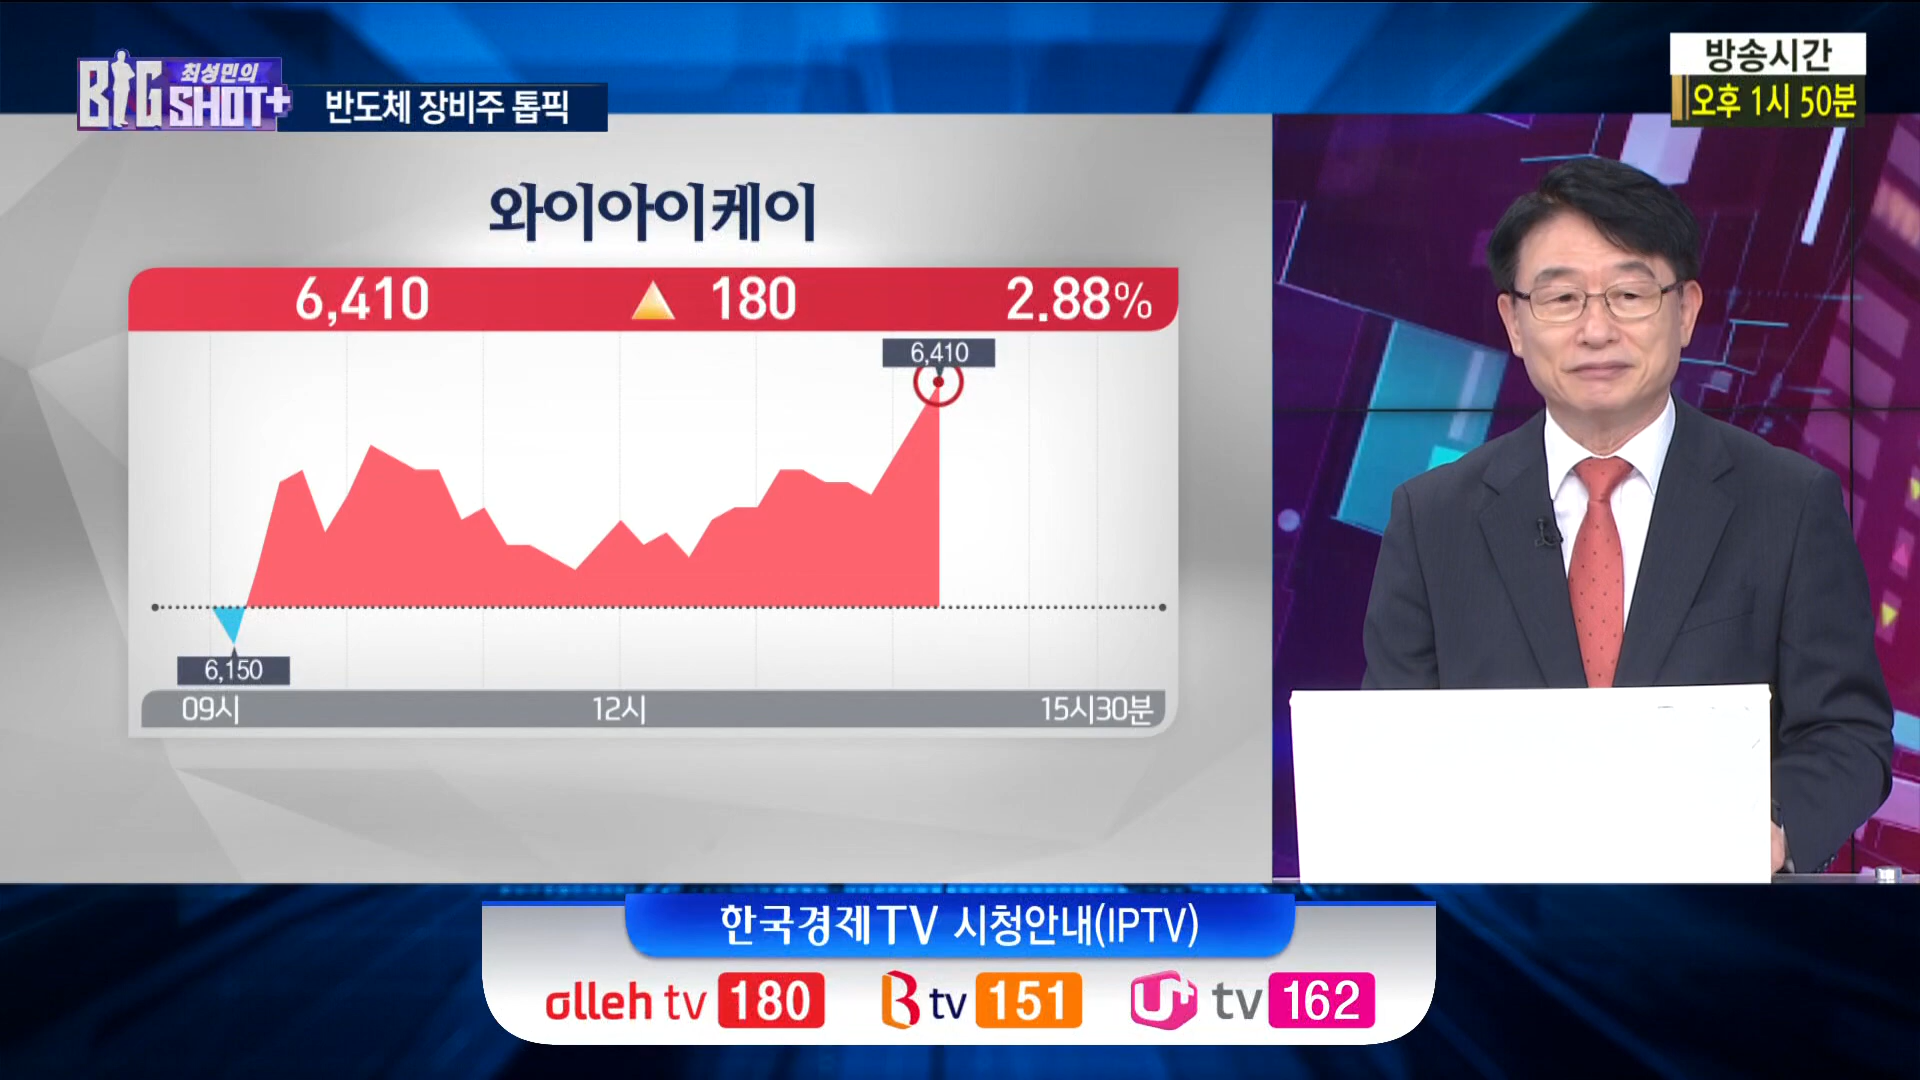 BIG
최성민의
SHOT+
반도체 장비주 톱픽
방송시간
오후 1시 50분
와이아이케이
6,410 ▲ 180 2.88%
6,410
6,150
09시 12시 15시30분
한국경제TV 시청안내(IPTV)
olleh tv 180 B tv 151 U+ tv 162